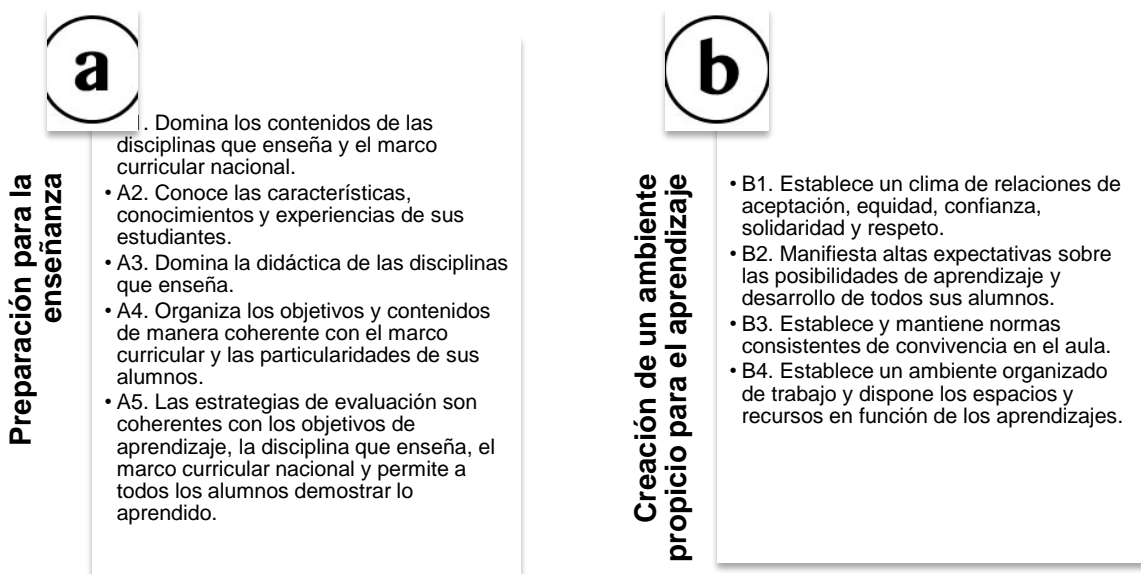 a
Preparación para la
enseñanza
1. Domina los contenidos de las
disciplinas que enseña y el marco
curricular nacional.
• A2. Conoce las características,
conocimientos y experiencias de sus
estudiantes.
• A3. Domina la didáctica de las disciplinas
que enseña.
• A4. Organiza los objetivos y contenidos
de manera coherente con el marco
curricular y las particularidades de sus
alumnos.
• A5. Las estrategias de evaluación son
coherentes con los objetivos de
aprendizaje, la disciplina que enseña, el
marco curricular nacional y permite a
todos los alumnos demostrar lo
aprendido.
b
Creación de un ambiente
propicio para el aprendizaje
• B1. Establece un clima de relaciones de
aceptación, equidad, confianza,
solidaridad y respeto.
• B2. Manifiesta altas expectativas sobre
las posibilidades de aprendizaje y
desarrollo de todos sus alumnos.
• B3. Establece y mantiene normas
consistentes de convivencia en el aula.
• B4. Establece un ambiente organizado
de trabajo y dispone los espacios y
recursos en función de los aprendizajes.